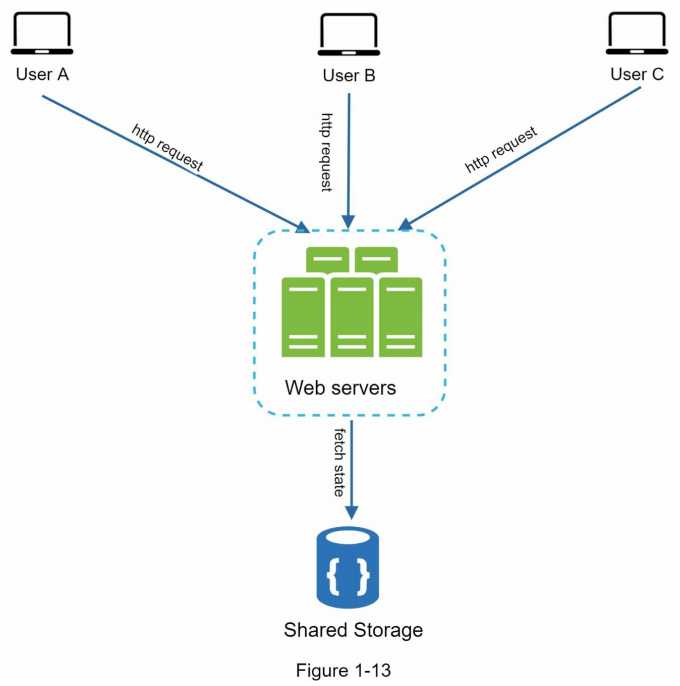 User A
User B
User C
http request
http request
http request
Web servers
fetch state
{ }
Shared Storage
Figure 1-13